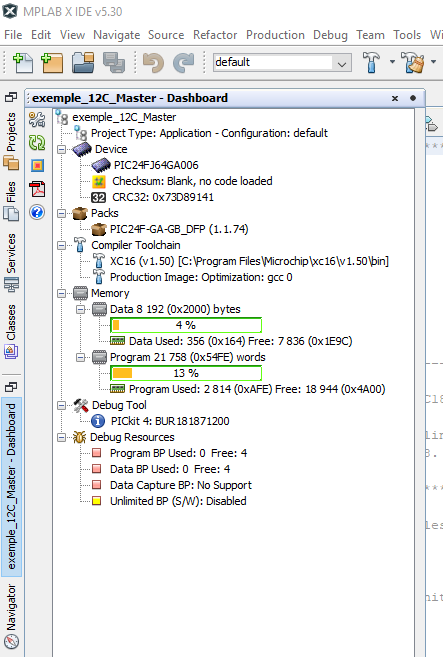 MPLAB X IDE v5.30
File Edit View Navigate Source Refactor Production Debug Team Tools Wi
default
exemple_12C_Master - Dashboard
exemple_12C_Master
Project Type: Application - Configuration: default
Device
PIC24FJ64GA006
Checksum: Blank, no code loaded
32 CRC32: 0x73D89141
Packs
PIC24F-GA-GB_DFP (1.1.74)
Compiler Toolchain
XC16 (v1.50) [C:\Program Files\Microchip\xc16\v1.50\bin]
Production Image: Optimization: gcc 0
Memory
Data 8 192 (0x2000) bytes
4 %
Data Used: 356 (0x164) Free: 7 836 (0x1E9C)
Program 21 758 (0x54FE) words
13 %
Program Used: 2 814 (0xAFE) Free: 18 944 (0x4A00)
Debug Tool
PICkit 4: BUR181871200
Debug Resources
Program BP Used: 0 Free: 4
Data BP Used: 0 Free: 4
Data Capture BP: No Support
Unlimited BP (S/W): Disabled
Projects
Files
Services
Classes
exemple_12C_Master - Dashboard
Navigator